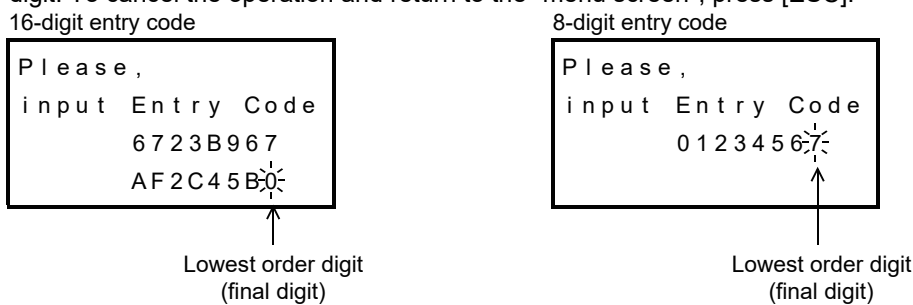 digit. To cancel the operation and return to the "menu screen", press [ESC].
16-digit entry code
Please,
input Entry Code
6723B967
AF2C45B0
Lowest order digit
(final digit)
8-digit entry code
Please,
input Entry Code
01234567
Lowest order digit
(final digit)